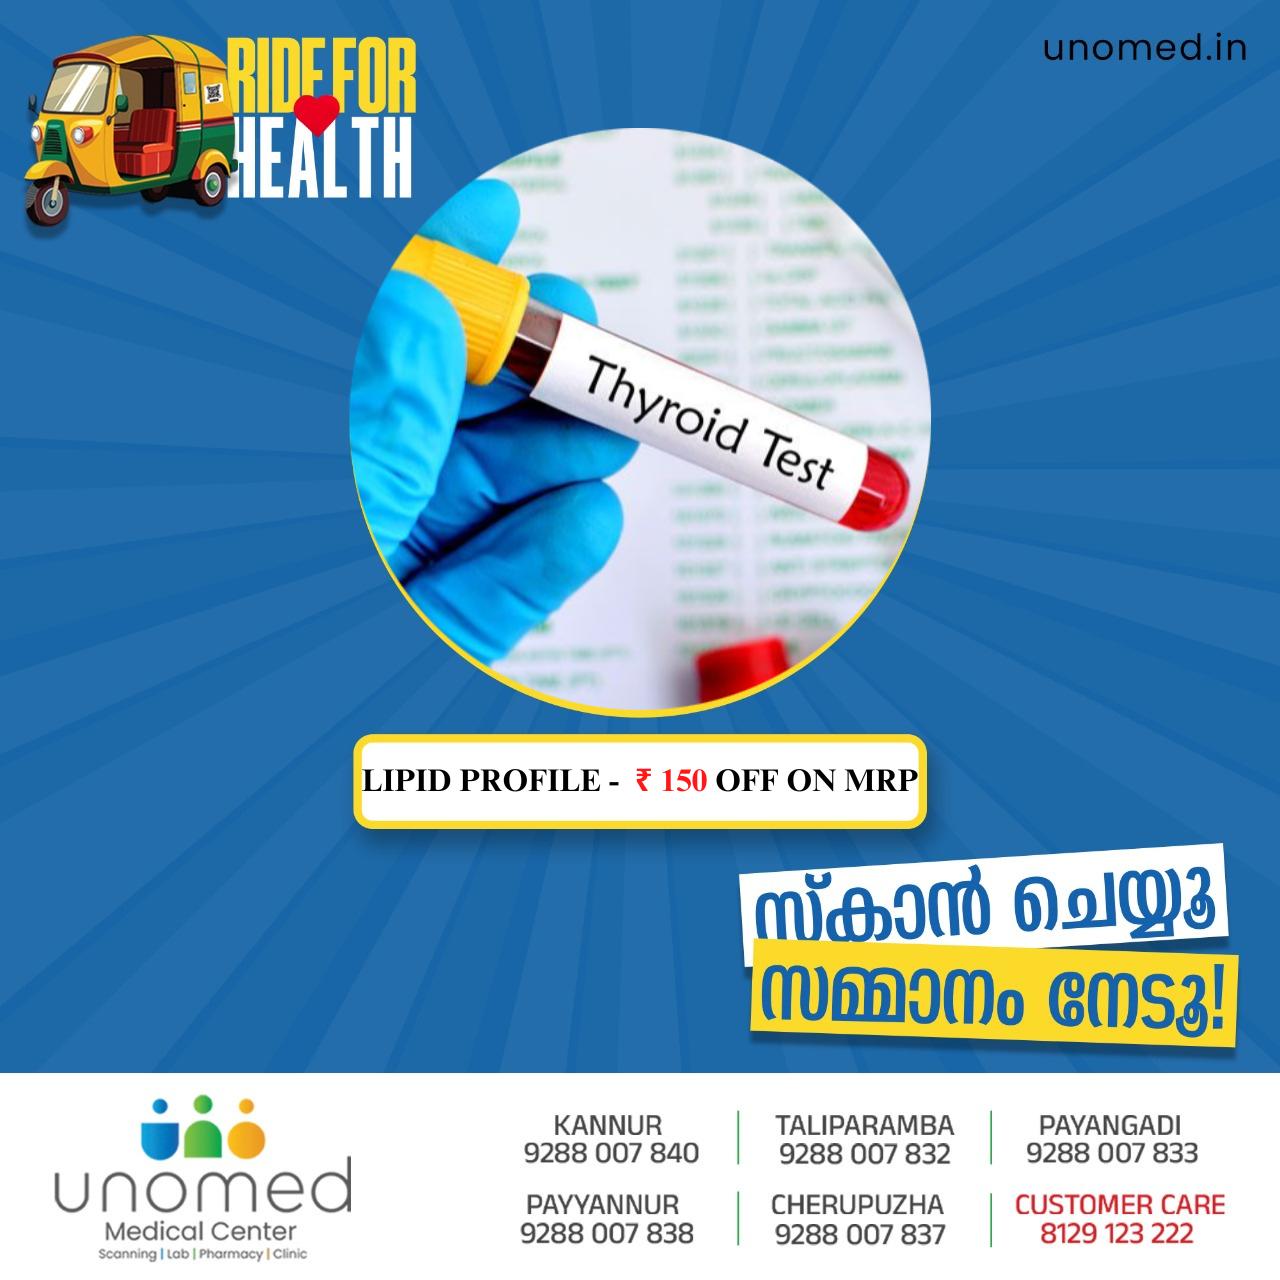 RIDE FOR
HEALTH
unomed.in
Thyroid Test
LIPID PROFILE - ₹ 150 OFF ON MRP
സ്കാൻ ചെയ്യൂ
സമ്മാനം നേടൂ!
unomed
Medical Center
Scanning | Lab | Pharmacy | Clinic
KANNUR
9288 007 840
TALIPARAMBA
9288 007 832
PAYANGADI
9288 007 833
PAYYANNUR
9288 007 838
CHERUPUZHA
9288 007 837
CUSTOMER CARE
8129 123 222